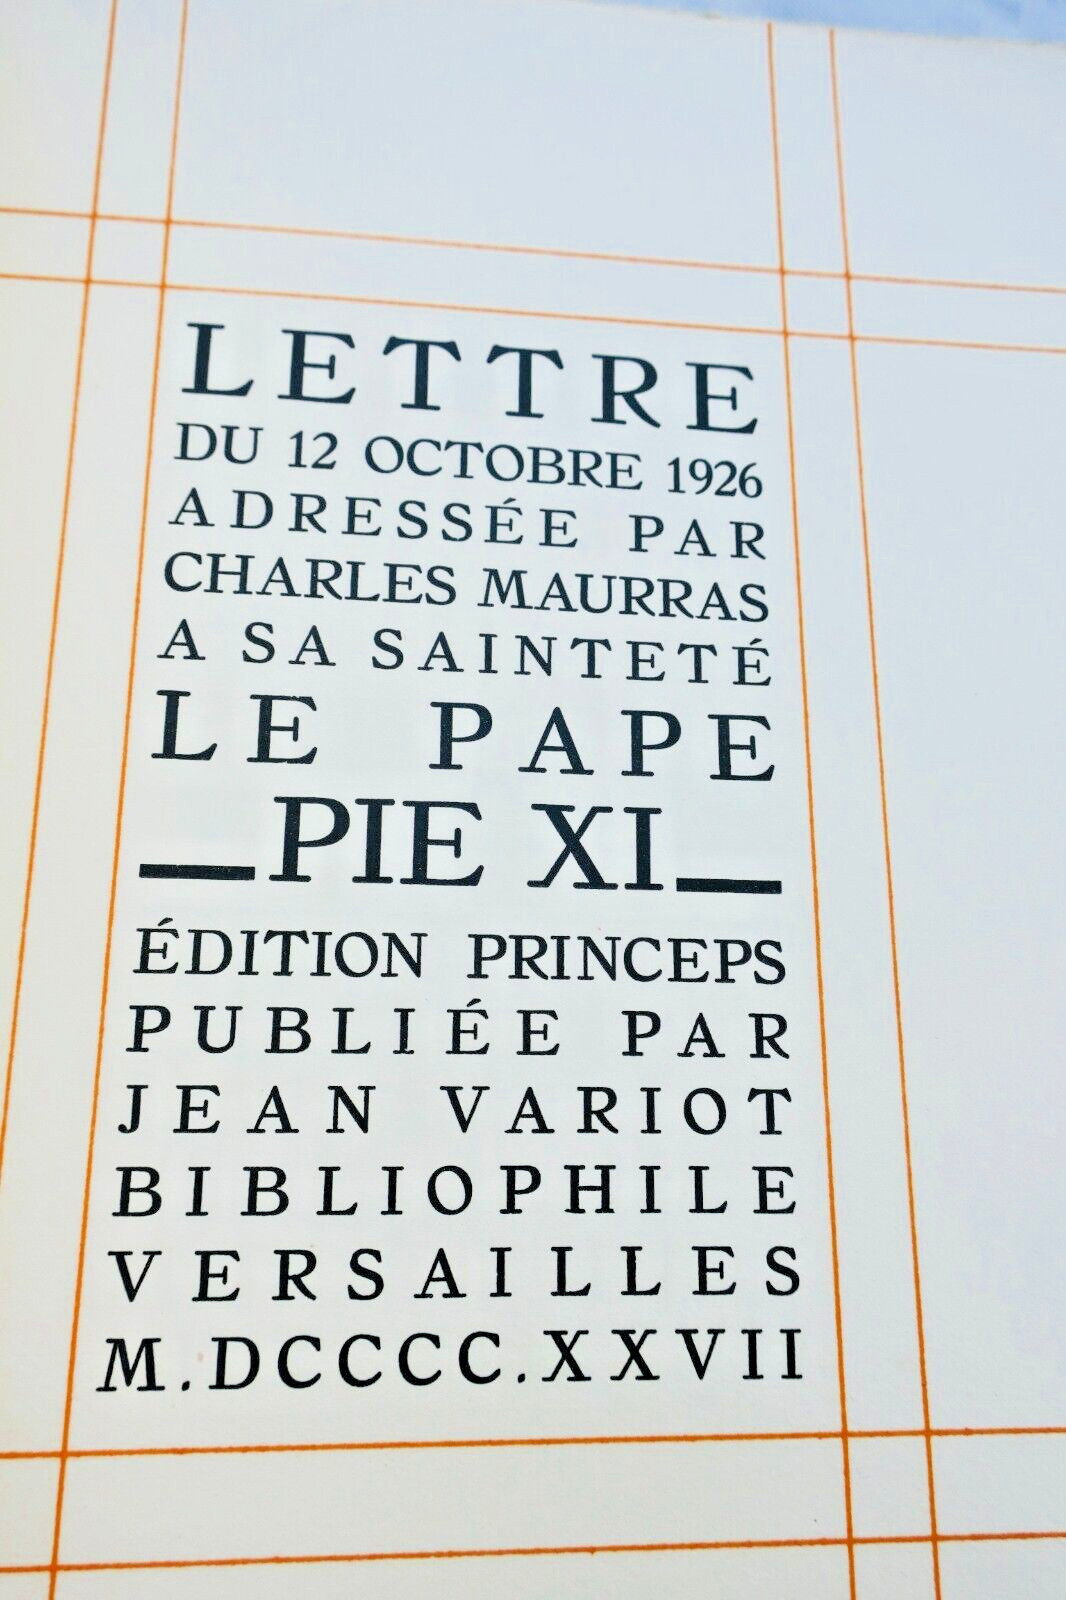 LETTRE
DU 12 OCTOBRE 1926
ADRESSÉE PAR
CHARLES MAURRAS
A SA SAINTETÉ
LE PAPE
PIE XI
ÉDITION PRINCEPS
PUBLIÉE PAR
JEAN VARIOT
BIBLIOPHILE
VERSAILLES
M.DCCCC.XXVII